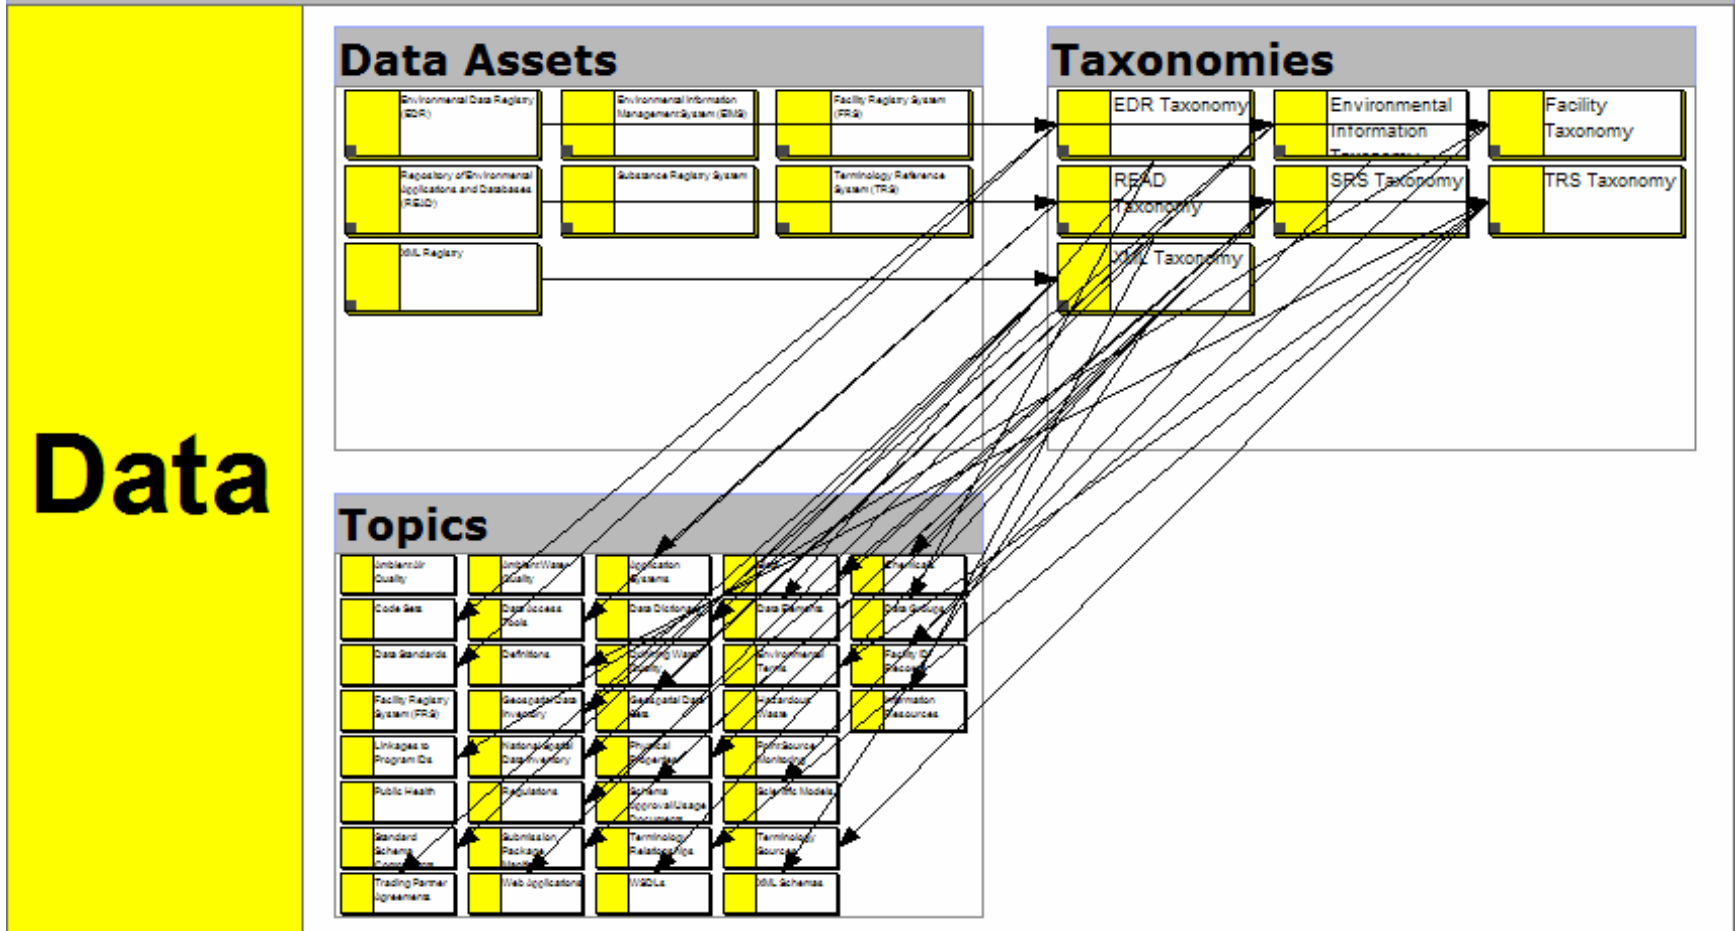 Data
Data Assets
Environmental Data Registry
(EDR)
Environmental Information
Management System (EIMS)
Facility Registry System
(FRS)
Repository of Environmental
Applications and Databases
(READ)
Substance Registry System
Terminology Reference
System (TRS)
XML Registry
Taxonomies
EDR Taxonomy
Environmental
Information
Taxonomy
Facility
Taxonomy
READ
Taxonomy
SRS Taxonomy
TRS Taxonomy
XML Taxonomy
Topics
Ambient Air
Quality
Ambient Water
Quality
Application
Systems
Chemicals
Code Sets
Data Access
Tools
Data Dictionary
Data Elements
Data Groups
Data Standards
Definitions
Drinking Water
Quality
Environmental
Terms
Facility ID
Records
Facility Registry
System (FRS)
Geospatial Data
Inventory
Geospatial Data
Sets
Hazardous
Waste
Information
Resources
Linkages to
Program IDs
National Spatial
Data Inventory
Physical
Properties
Point Source
Monitoring
Public Health
Regulations
Schema
Approval/Usage
Documents
Scientific Models
Standard
Schema
Submission
Package
Terminology
Relationships
Terminology
Sources
Trading Partner
Agreements
Web Applications
WSDLs
XML Schemas